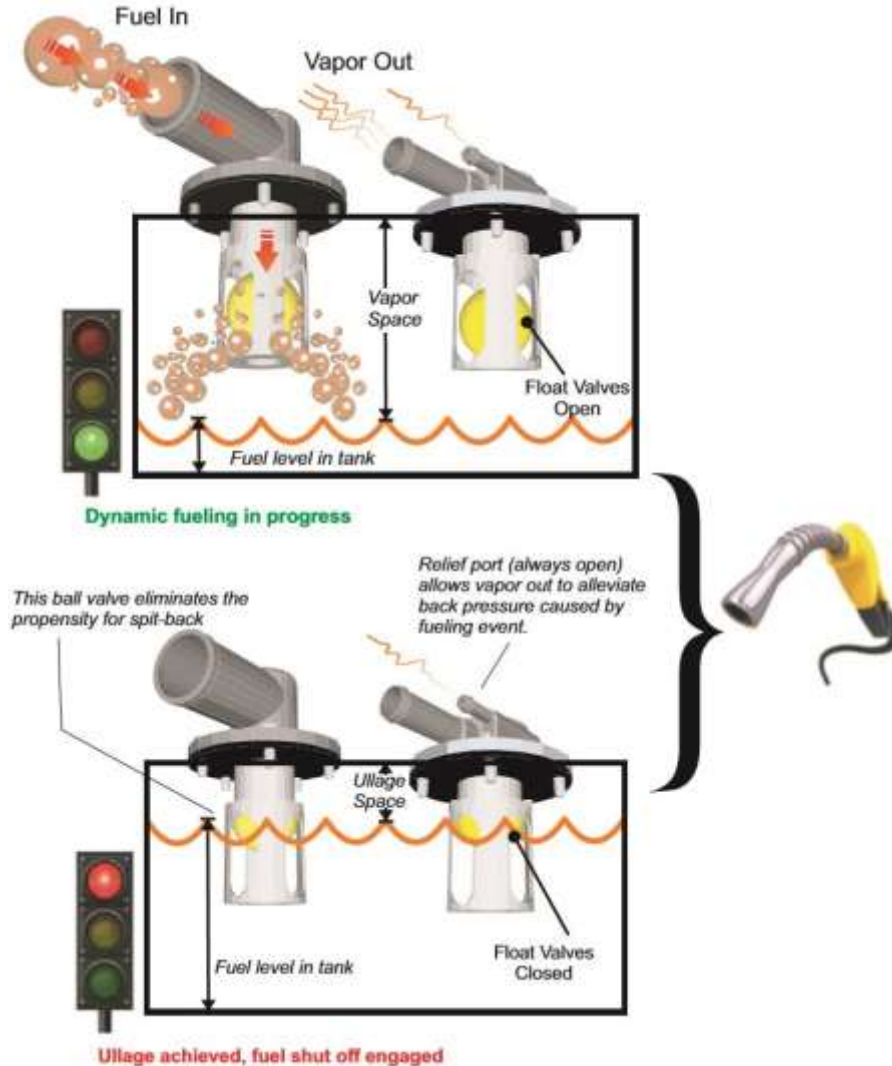 Fuel In
Vapor Out
Vapor
Space
Float Valves
Open
Fuel level in tank
Dynamic fueling in progress
This ball valve eliminates the
propensity for spit-back
Relief port (always open)
allows vapor out to alleviate
back pressure caused by
fueling event.
Ullage
Space
Fuel level in tank
Float Valves
Closed
Ullage achieved, fuel shut off engaged